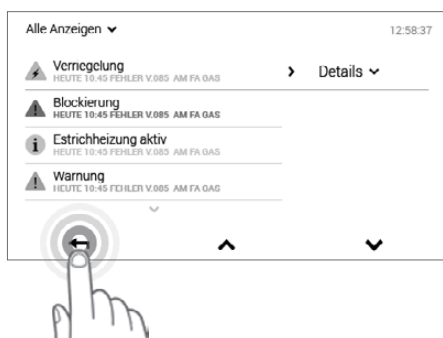 Alle Anzeigen
12:58:37
Verriegelung
HEUTE 10:45 FEHLER V.085 AM FA GAS
Details
Blockierung
HEUTE 10:45 FEHLER V.085 AM FA GAS
Estrichheizung aktiv
HEUTE 10:45 FEHLER V.085 AM FA GAS
Warnung
HEUTE 10:45 FEHLER V.085 AM FA GAS